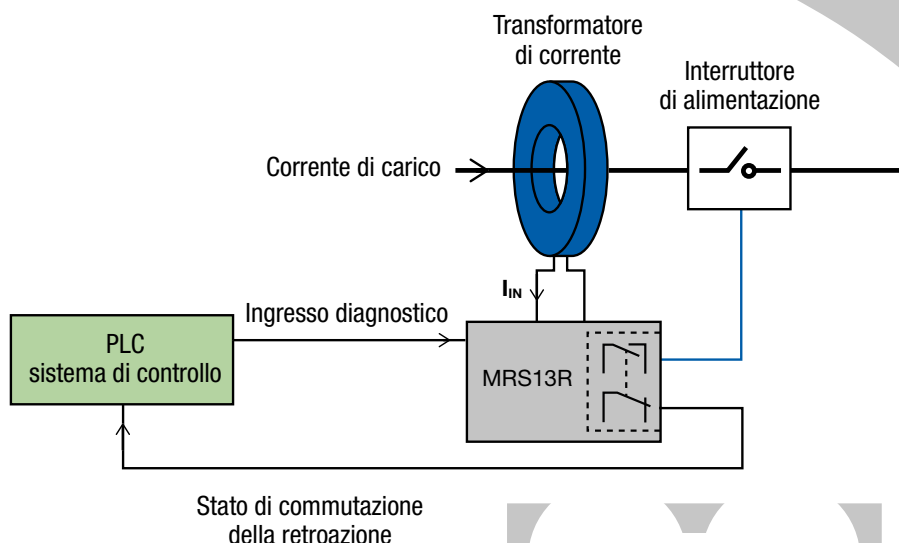 Transformatore
di corrente
Interruttore
di alimentazione
Corrente di carico
IIN
Ingresso diagnostico
PLC
sistema di controllo
MRS13R
Stato di commutazione
della retroazione